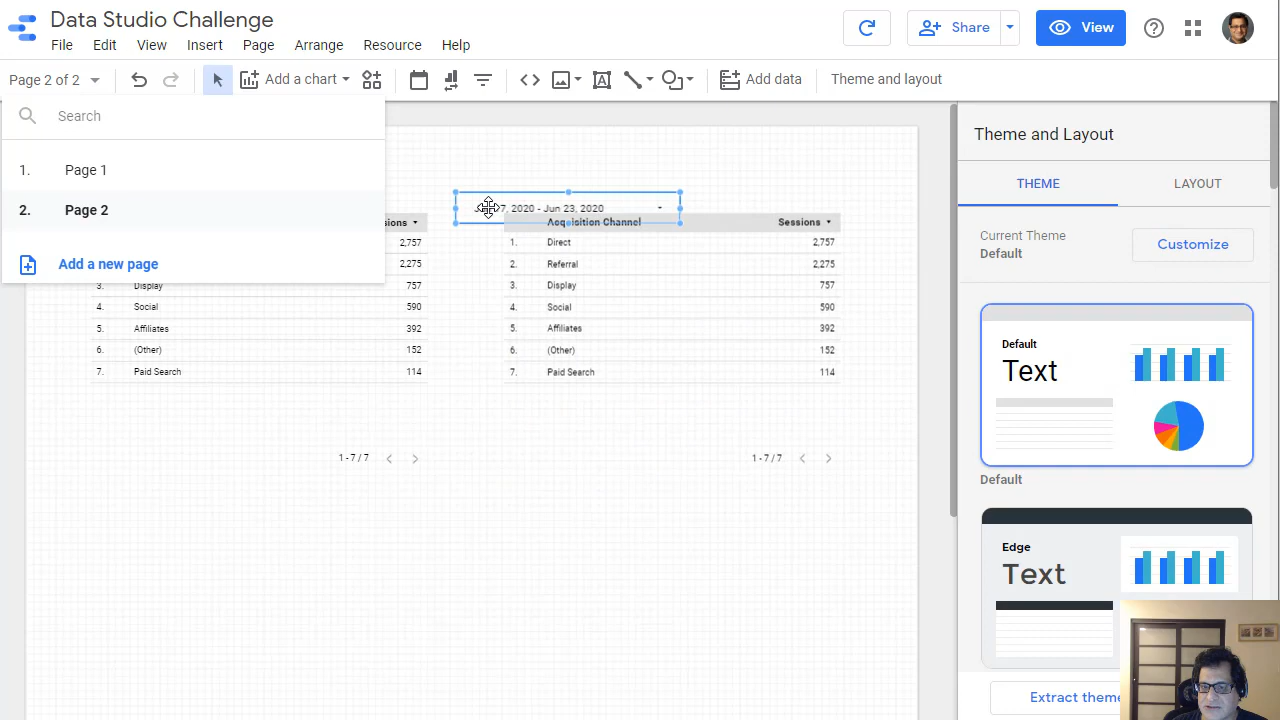 Data Studio Challenge
File Edit View Insert Page Arrange Resource Help
Share
View
Page 2 of 2
Add a chart
Add data
Theme and layout
Search
1. Page 1
2. Page 2
Add a new page
7, 2020 - Jun 23, 2020
Acquisition Channel Sessions
1. Direct 2,757
2. Referral 2,275
3. Display 757
4. Social 590
5. Affiliates 392
6. (Other) 152
7. Paid Search 114
1 - 7 / 7
2,757
2,275
3. Display 757
4. Social 590
5. Affiliates 392
6. (Other) 152
7. Paid Search 114
1 - 7 / 7
Theme and Layout
THEME LAYOUT
Current Theme
Default
Customize
Default
Text
Default
Edge
Text